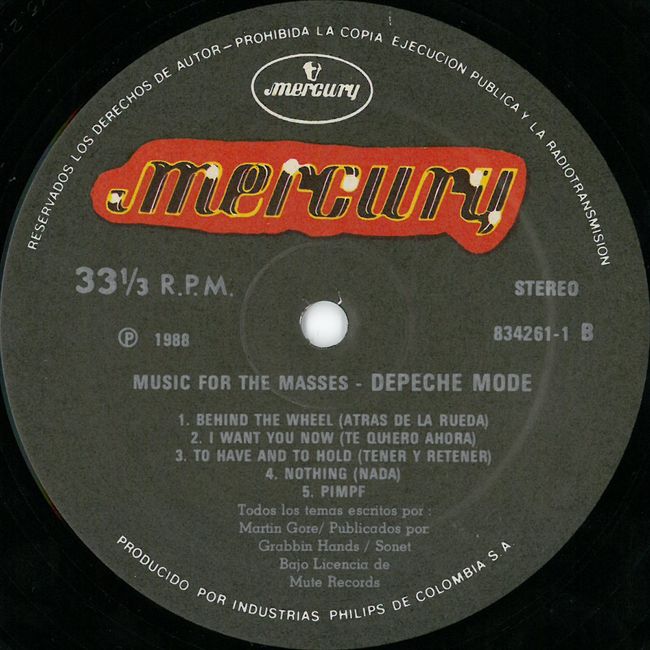 RESERVADOS LOS DERECHOS DE AUTOR - PROHIBIDA LA COPIA EJECUCION PUBLICA Y LA RADIOTRANSMISION
mercury
mercury
33 1/3 R.P.M.
STEREO
℗ 1988
834261-1 B
MUSIC FOR THE MASSES - DEPECHE MODE
1. BEHIND THE WHEEL (ATRAS DE LA RUEDA)
2. I WANT YOU NOW (TE QUIERO AHORA)
3. TO HAVE AND TO HOLD (TENER Y RETENER)
4. NOTHING (NADA)
5. PIMPF
Todos los temas escritos por :
Martin Gore/ Publicados por:
Grabbin Hands / Sonet
Bajo Licencia de
Mute Records
PRODUCIDO POR INDUSTRIAS PHILIPS DE COLOMBIA S.A